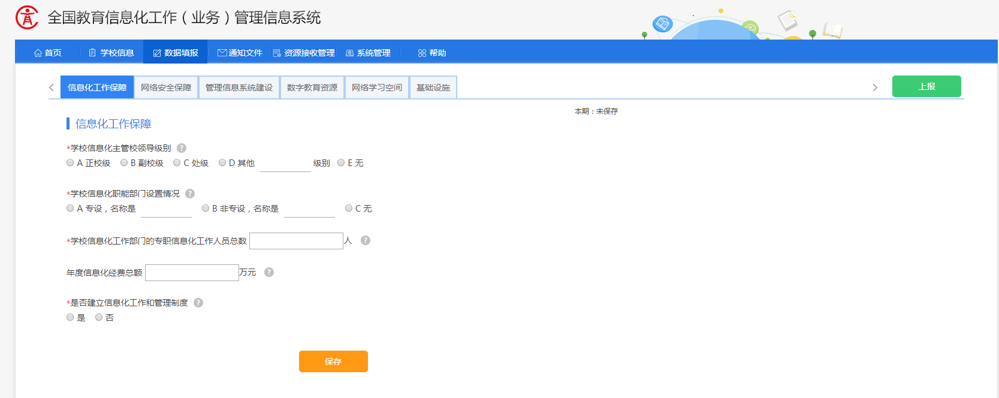 全国教育信息化工作（业务）管理信息系统
首页 学校信息 数据填报 通知文件 资源接收管理 系统管理 帮助
信息化工作保障 网络安全保障 管理信息系统建设 数字教育资源 网络学习空间 基础设施 上报
本期：未保存
信息化工作保障
*学校信息化主管校领导级别 ?
A 正校级 B 副校级 C 处级 D 其他 级别 E 无
*学校信息化职能部门设置情况 ?
A 专设，名称是 B 非专设，名称是 C 无
*学校信息化工作部门的专职信息化工作人员总数 人 ?
年度信息化经费总额 万元 ?
*是否建立信息化工作和管理制度 ?
是 否
保存